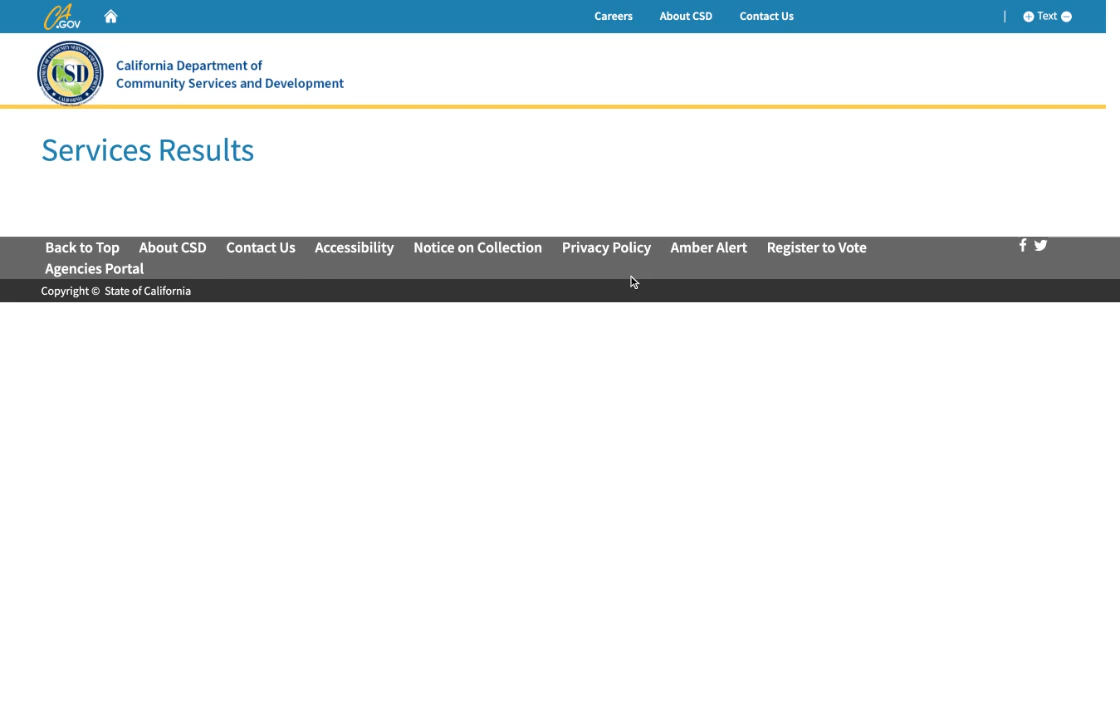 CA.GOV
Careers About CSD Contact Us | Text
CSD
California Department of
Community Services and Development
Services Results
Back to Top About CSD Contact Us Accessibility Notice on Collection Privacy Policy Amber Alert Register to Vote
Agencies Portal
Copyright © State of California